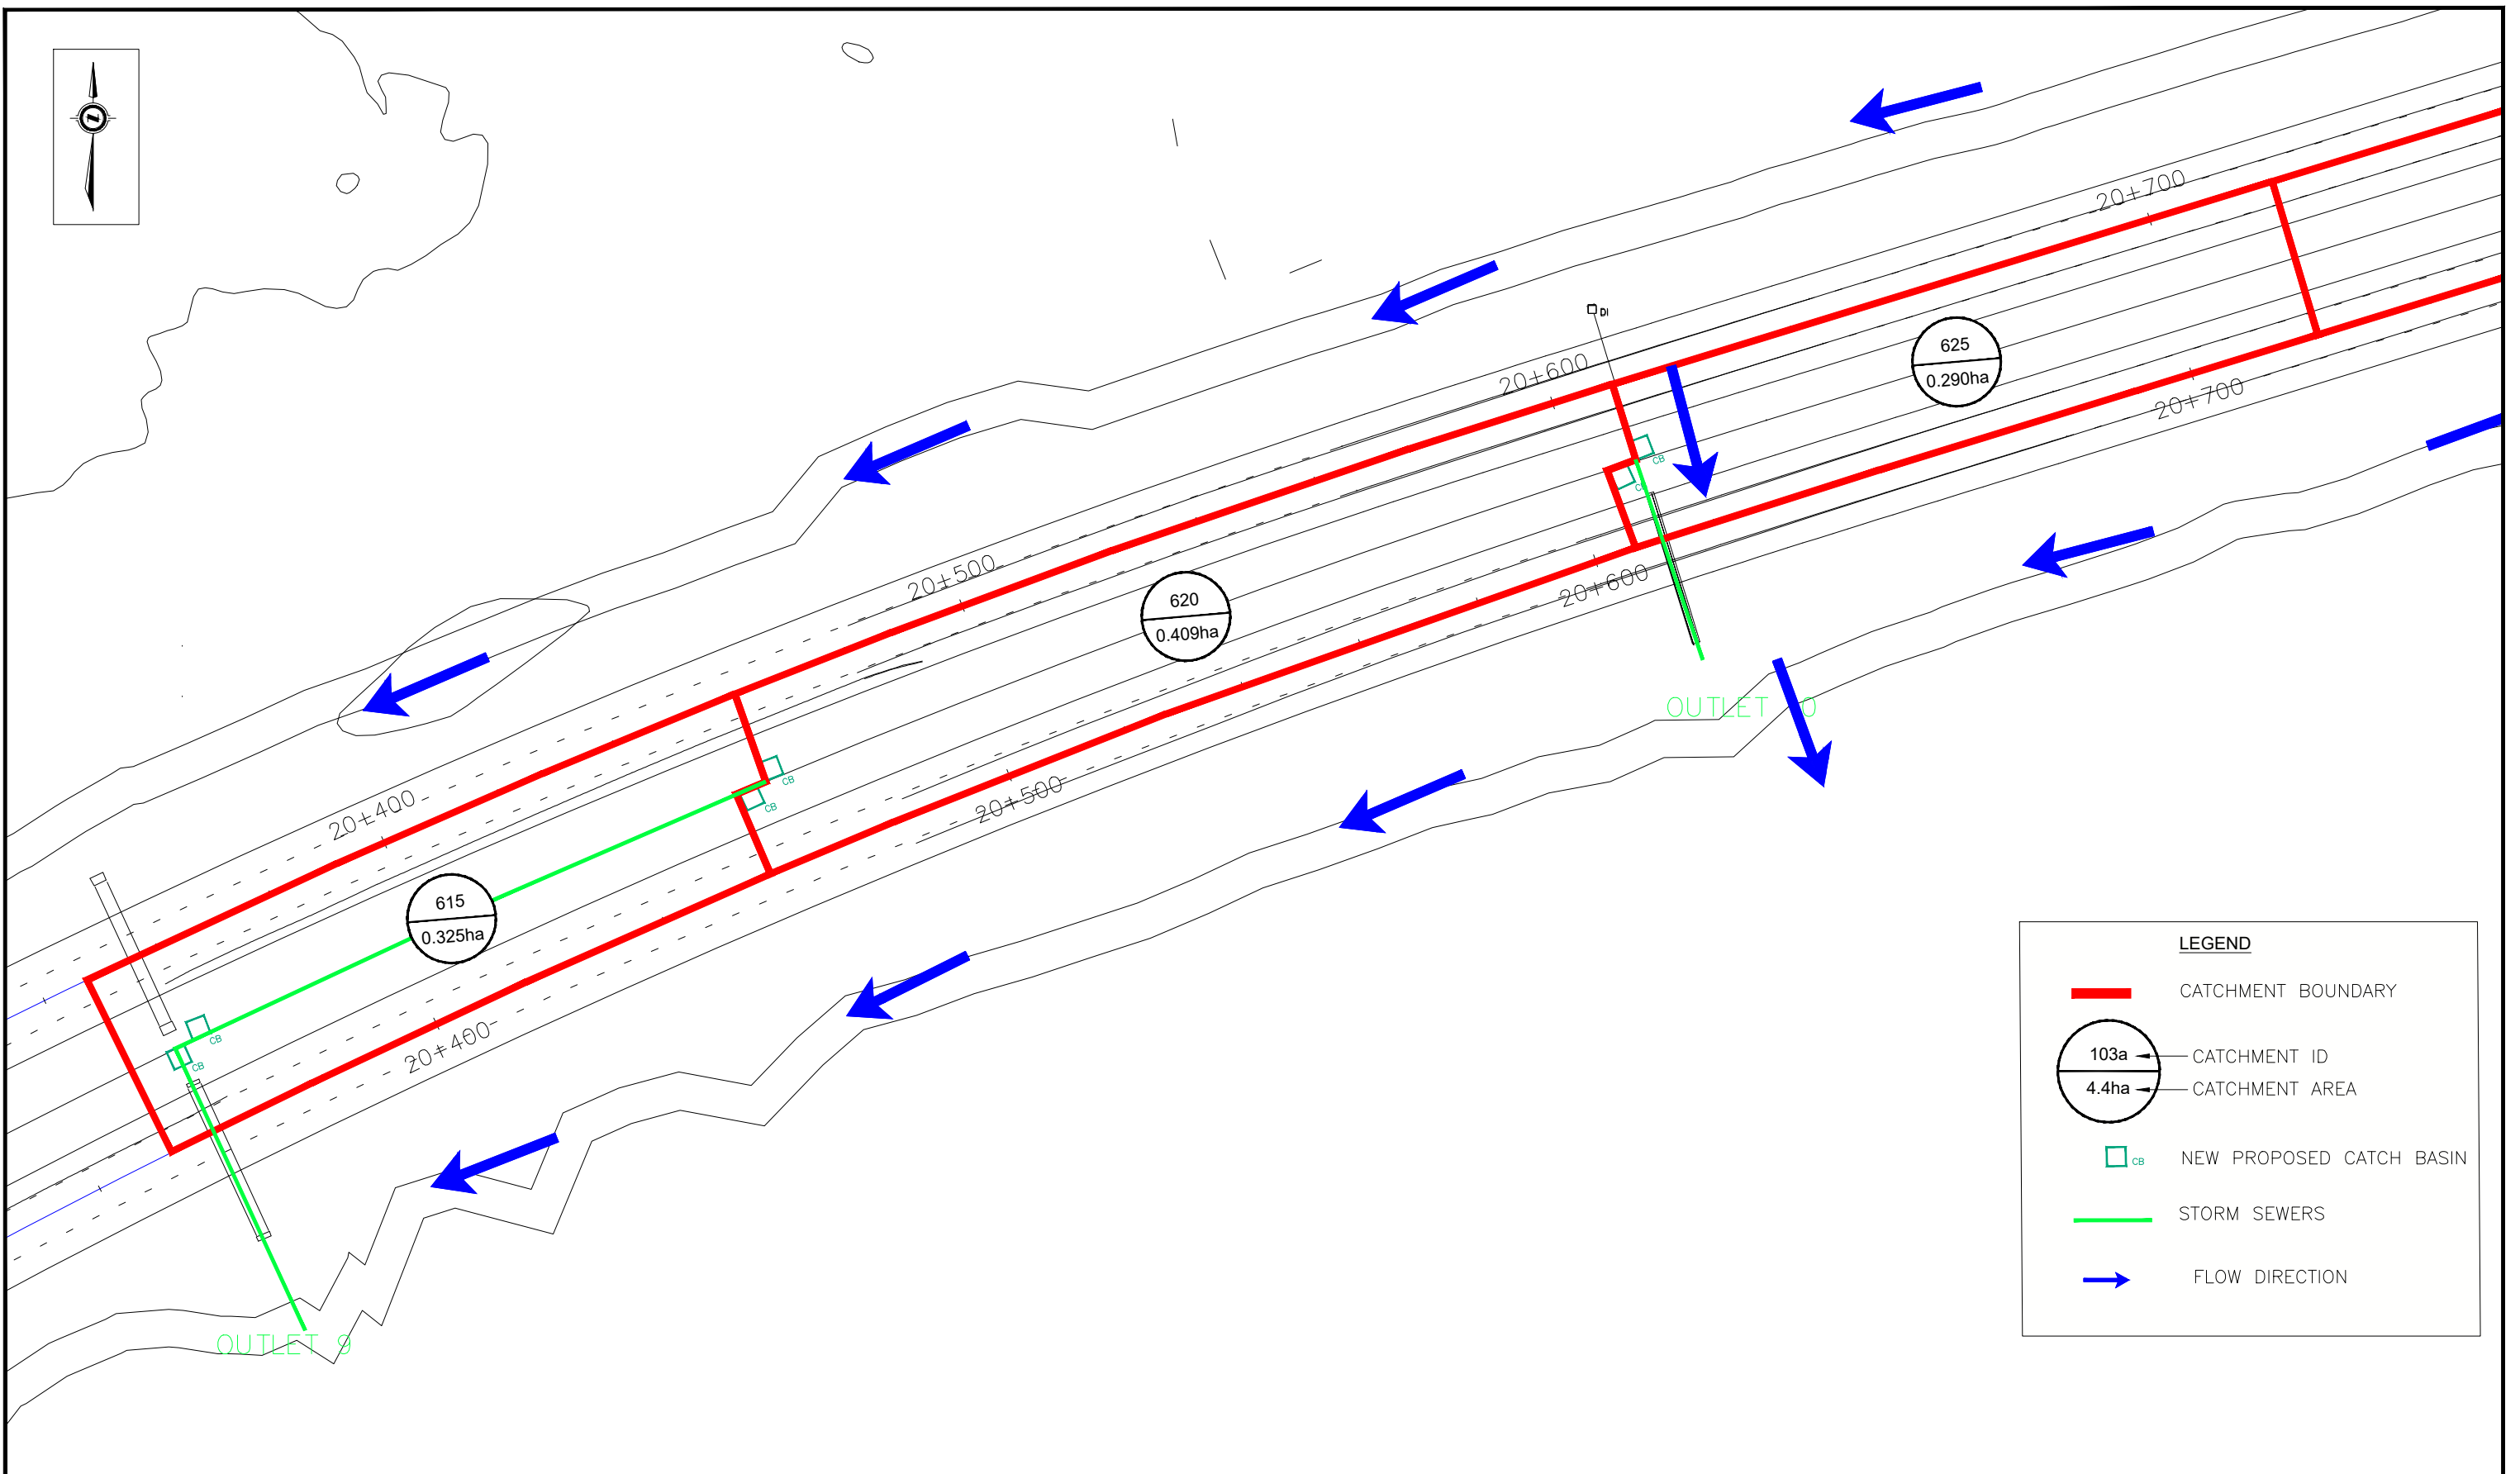 20+700
20+600
DI
625
0.290ha
20+700
CB
20+500
620
0.409ha
20+600
OUTLET
20+400
CB
CB
20+500
615
0.325ha
20+400
CB
CB
OUTLET 9
LEGEND
CATCHMENT BOUNDARY
103a CATCHMENT ID
4.4ha CATCHMENT AREA
CB NEW PROPOSED CATCH BASIN
STORM SEWERS
FLOW DIRECTION